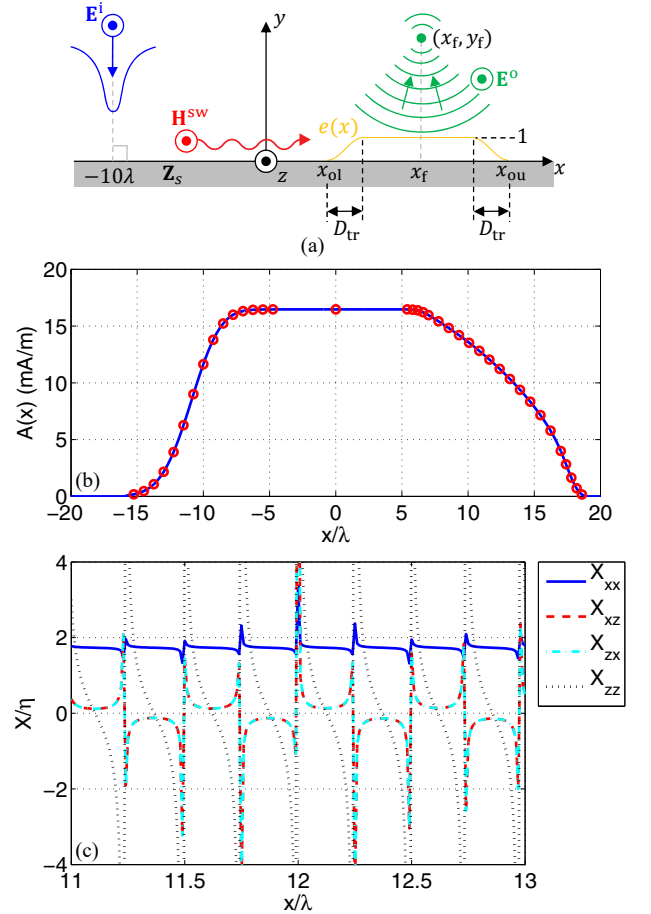 Eⁱ
y
(x_f, y_f)
E^o
H^sw
e(x)
1
−10λ Z_s z x_ol x_f x_ou x
D_tr D_tr
(a)
20
15
10
5
0
A(x) (mA/m)
(b)
−20 −15 −10 −5 0 5 10 15 20
x/λ
4
2
0
−2
−4
X/η
(c)
11 11.5 12 12.5 13
x/λ
X_xx
X_xz
X_zx
X_zz